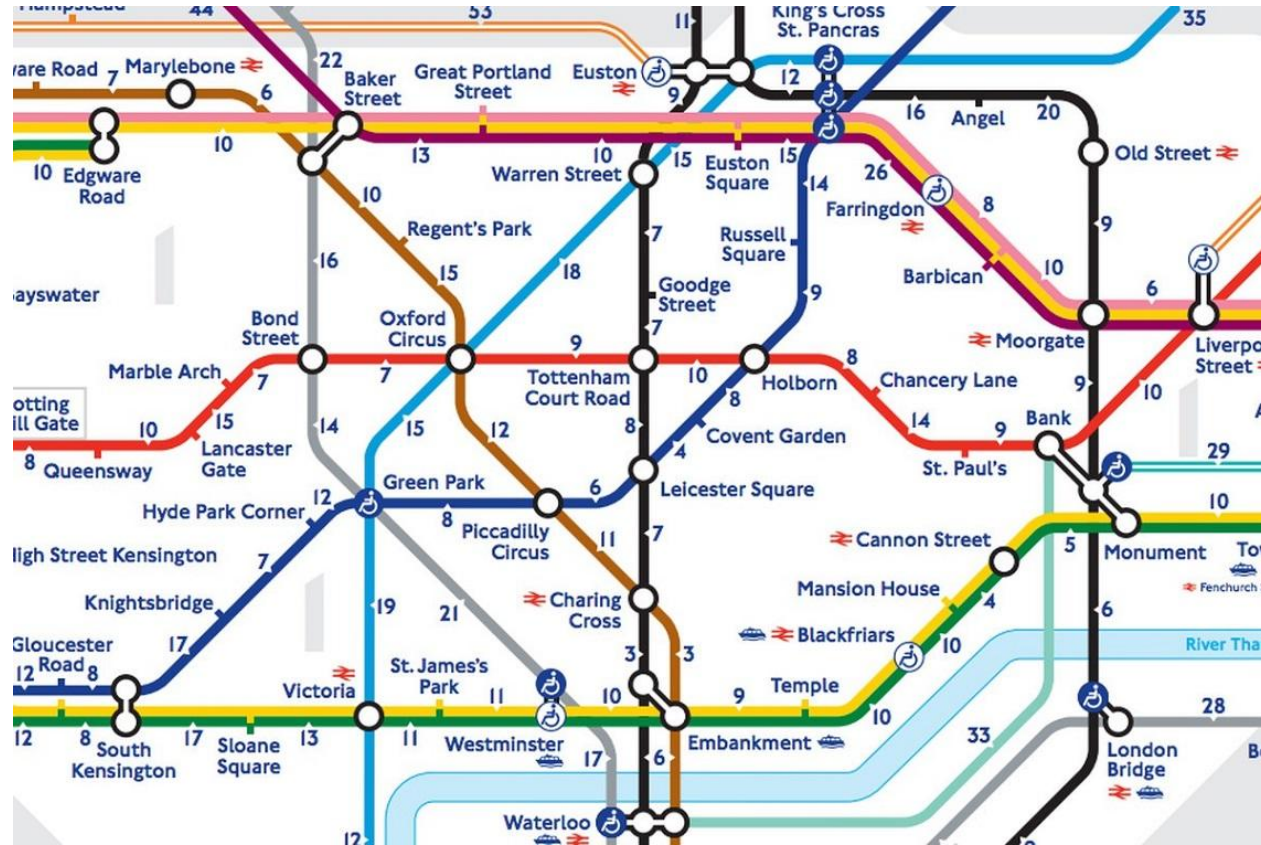 Hampstead
44
53
11
King's Cross
St. Pancras
35
22
ware Road
7
Marylebone
6
Baker
Street
Great Portland
Street
Euston
9
12
16
Angel
20
10
13
10
15
Euston
Square
15
Old Street
10
Edgware
Road
Warren Street
14
26
Farringdon
8
10
Regent's Park
7
Russell
Square
9
16
15
18
Barbican
10
6
ayswater
Goodge
Street
9
Bond
Street
Oxford
Circus
7
Moorgate
Liverpo
Street
Marble Arch
7
7
9
Tottenham
Court Road
10
Holborn
8
Chancery Lane
9
10
otting
ill Gate
10
15
Lancaster
Gate
8
Queensway
14
15
12
8
8
4
Covent Garden
14
9
St. Paul's
Bank
29
Hyde Park Corner
12
Green Park
8
6
Leicester Square
10
Piccadilly
Circus
11
7
Cannon Street
5
Monument
To
Fenchurch
High Street Kensington
7
Mansion House
4
Knightsbridge
19
21
Charing
Cross
Blackfriars
10
6
River Tha
Gloucester
Road
17
12
8
Victoria
St. James's
Park
11
10
3
3
9
Temple
10
28
12
8
South
Kensington
17
Sloane
Square
13
11
Westminster
17
6
Embankment
33
London
Bridge
B
12
Waterloo